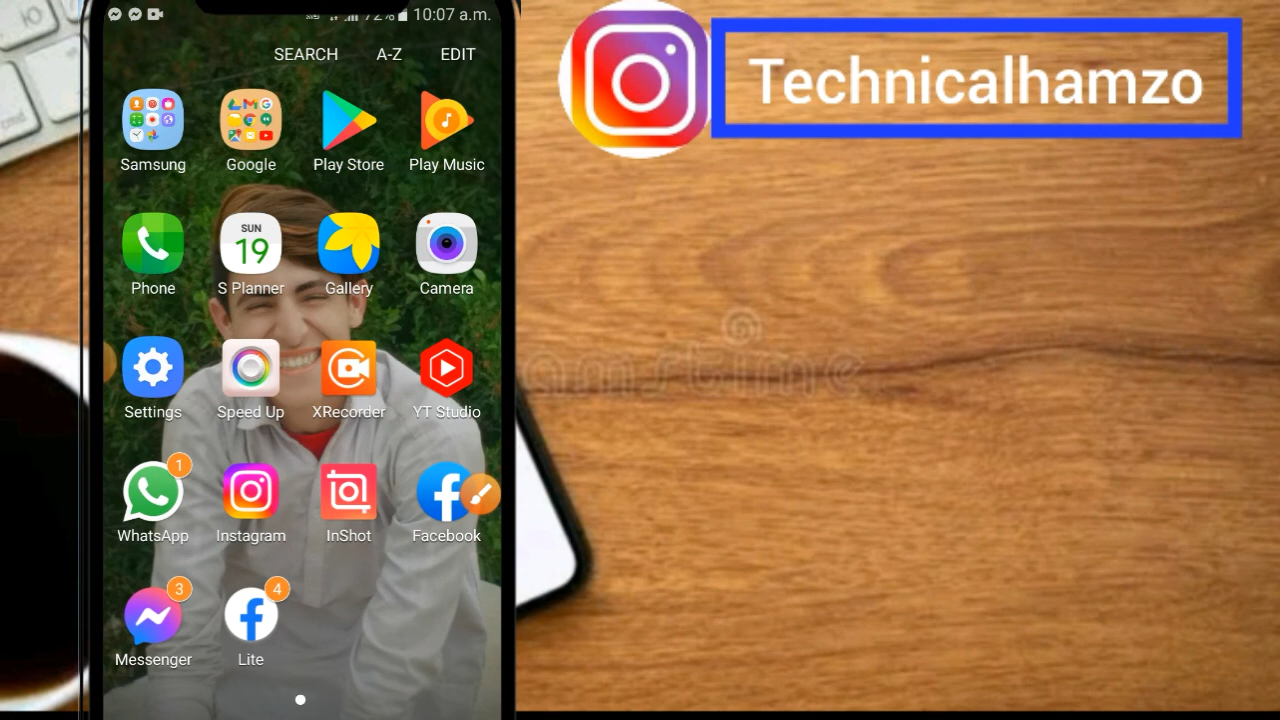 72% 10:07 a.m.
SEARCH A-Z EDIT
Technicalhamzo
Samsung Google Play Store Play Music
SUN
19
Phone S Planner Gallery Camera
Settings Speed Up XRecorder YT Studio
1
WhatsApp Instagram InShot Facebook
3 4
Messenger Lite